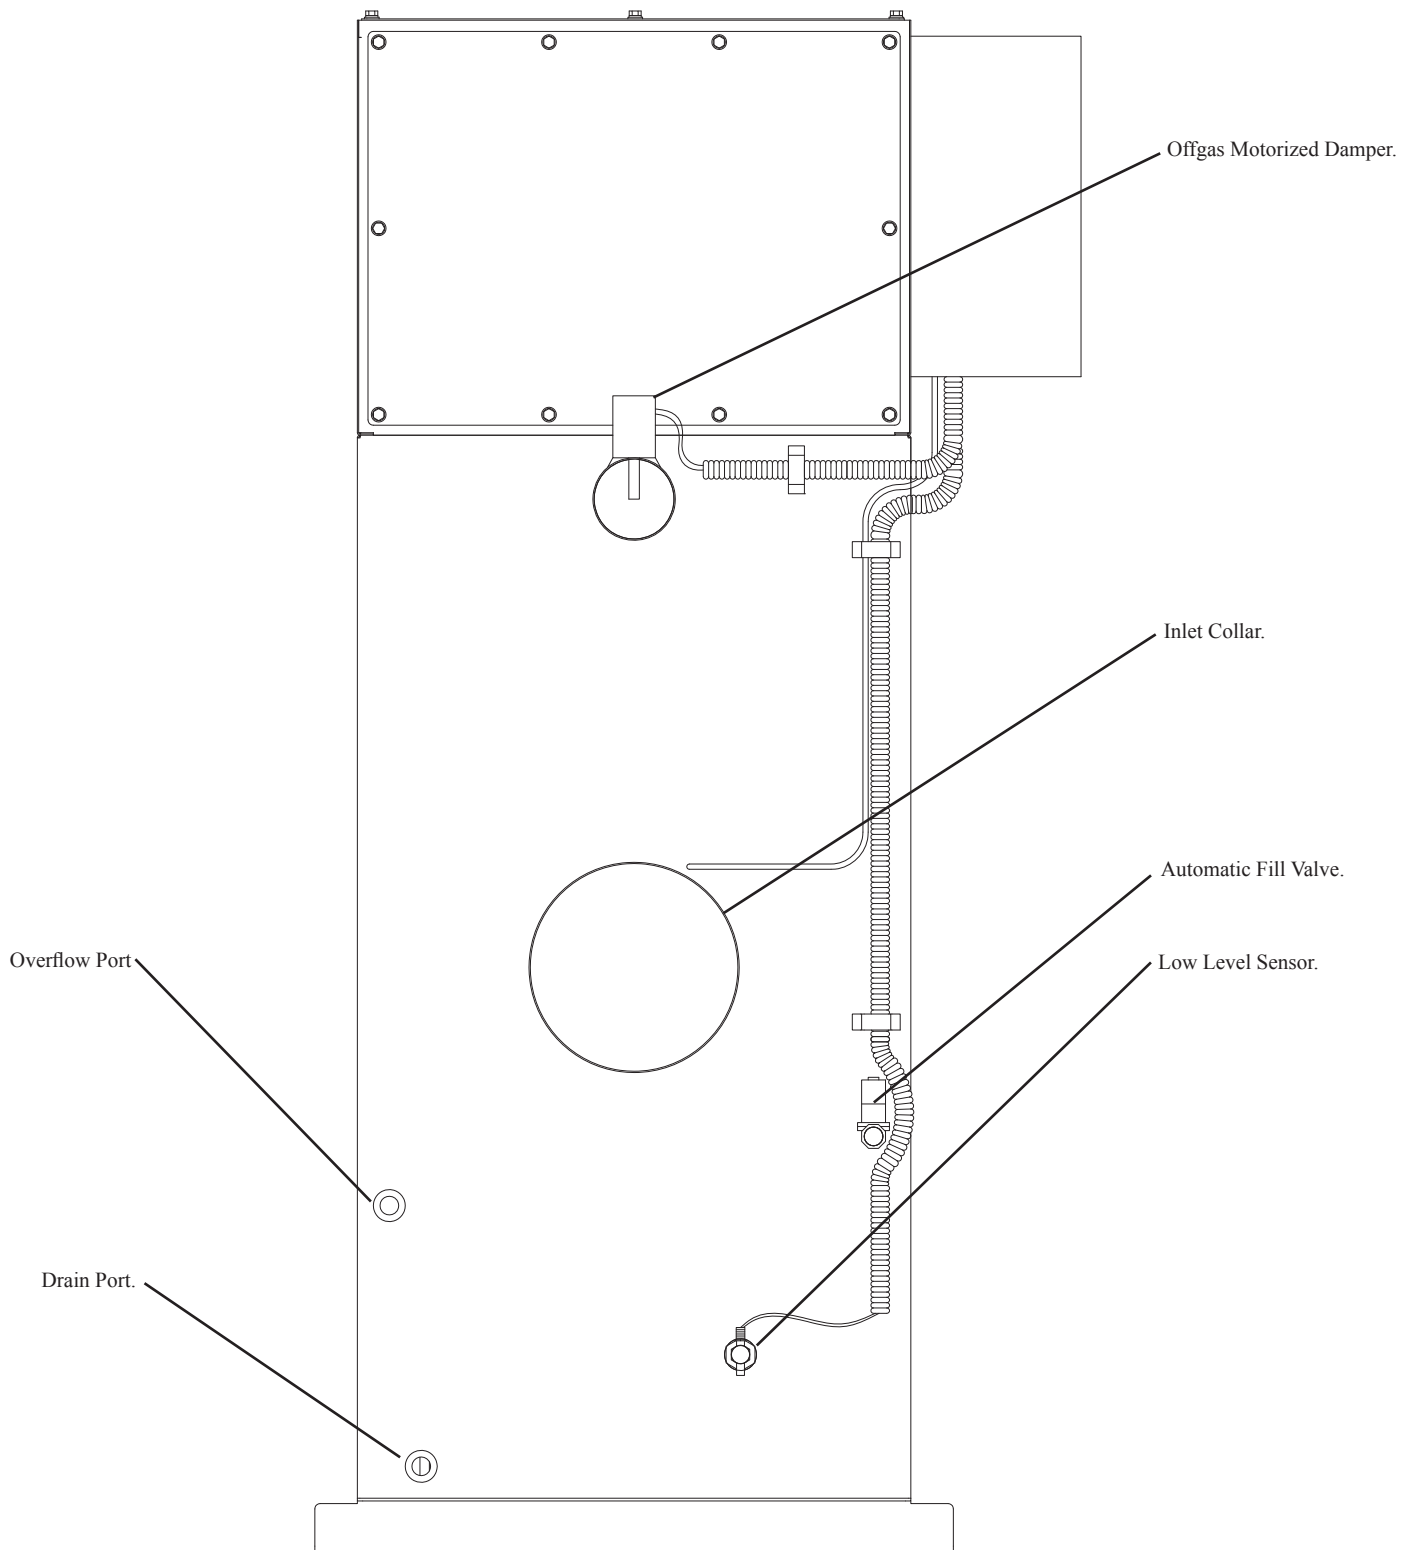 Offgas Motorized Damper.
Inlet Collar.
Automatic Fill Valve.
Overflow Port
Low Level Sensor.
Drain Port.